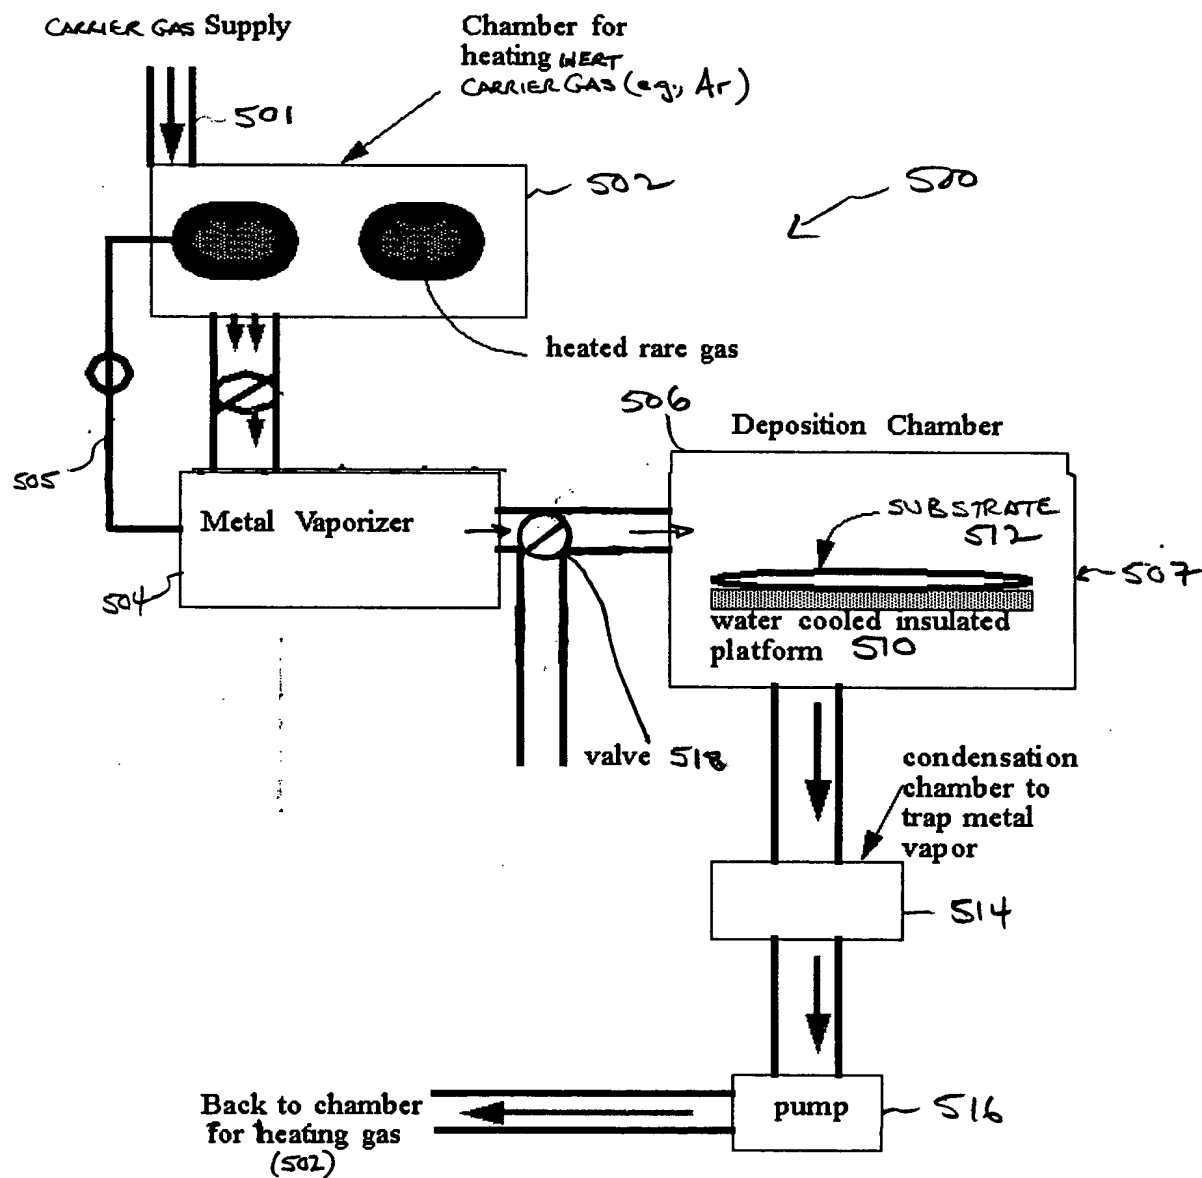 CARRIER GAS Supply
Chamber for
heating INERT
CARRIER GAS (e.g., Ar)
501
502
500
heated rare gas
505
506
Deposition Chamber
Metal Vaporizer
504
SUBSTRATE
512
507
water cooled insulated
platform 510
valve 518
condensation
chamber to
trap metal
vapor
514
pump
516
Back to chamber
for heating gas
(502)